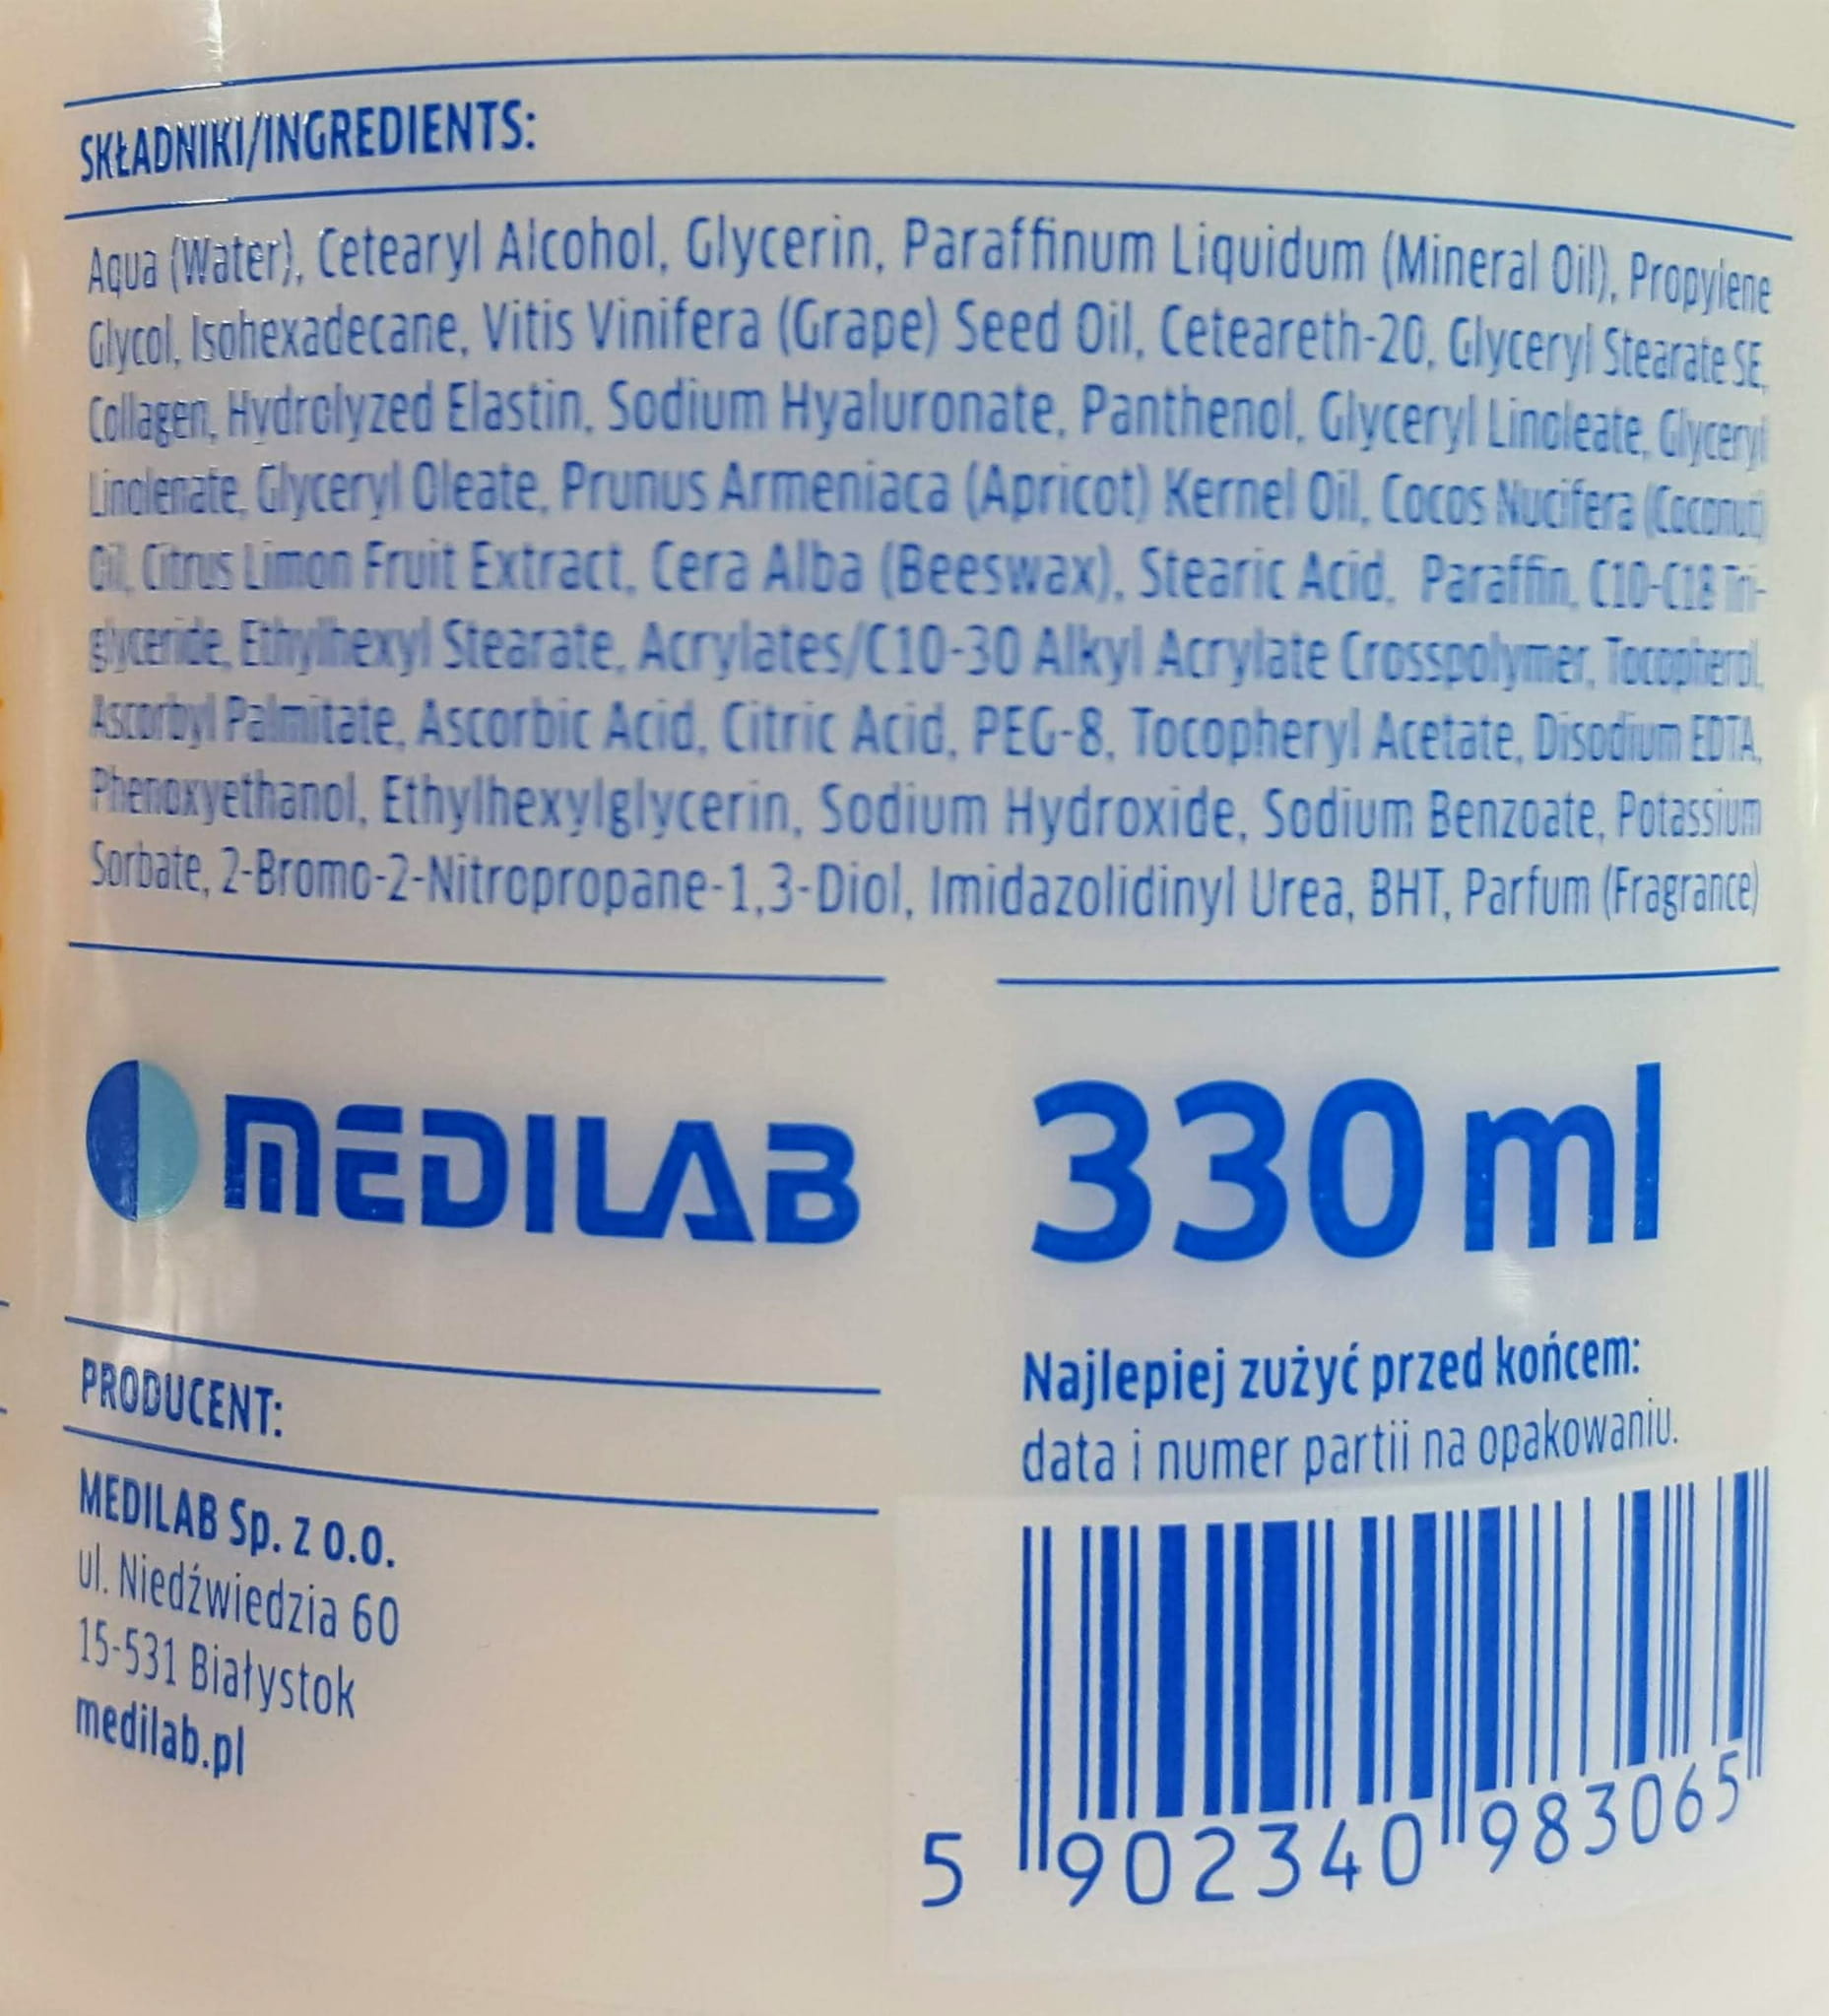 SKŁADNIKI/INGREDIENTS:
Aqua (Water), Cetearyl Alcohol, Glycerin, Paraffinum Liquidum (Mineral Oil), Propylene
Glycol, Isohexadecane, Vitis Vinifera (Grape) Seed Oil, Ceteareth-20, Glyceryl Stearate SE,
Collagen, Hydrolyzed Elastin, Sodium Hyaluronate, Panthenol, Glyceryl Linoleate, Glyceryl
Linolenate, Glyceryl Oleate, Prunus Armeniaca (Apricot) Kernel Oil, Cocos Nucifera (Coconut)
Oil, Citrus Limon Fruit Extract, Cera Alba (Beeswax), Stearic Acid, Paraffin, C10-C18 Tri-
glyceride, Ethylhexyl Stearate, Acrylates/C10-30 Alkyl Acrylate Crosspolymer, Tocopherol,
Ascorbyl Palmitate, Ascorbic Acid, Citric Acid, PEG-8, Tocopheryl Acetate, Disodium EDTA,
Phenoxyethanol, Ethylhexylglycerin, Sodium Hydroxide, Sodium Benzoate, Potassium
Sorbate, 2-Bromo-2-Nitropropane-1,3-Diol, Imidazolidinyl Urea, BHT, Parfum (Fragrance)
MEDILAB
PRODUCENT:
MEDILAB Sp. z o.o.
ul. Niedźwiedzia 60
15-531 Białystok
medilab.pl
330 ml
Najlepiej zużyć przed końcem:
data i numer partii na opakowaniu.
5 902340 983065